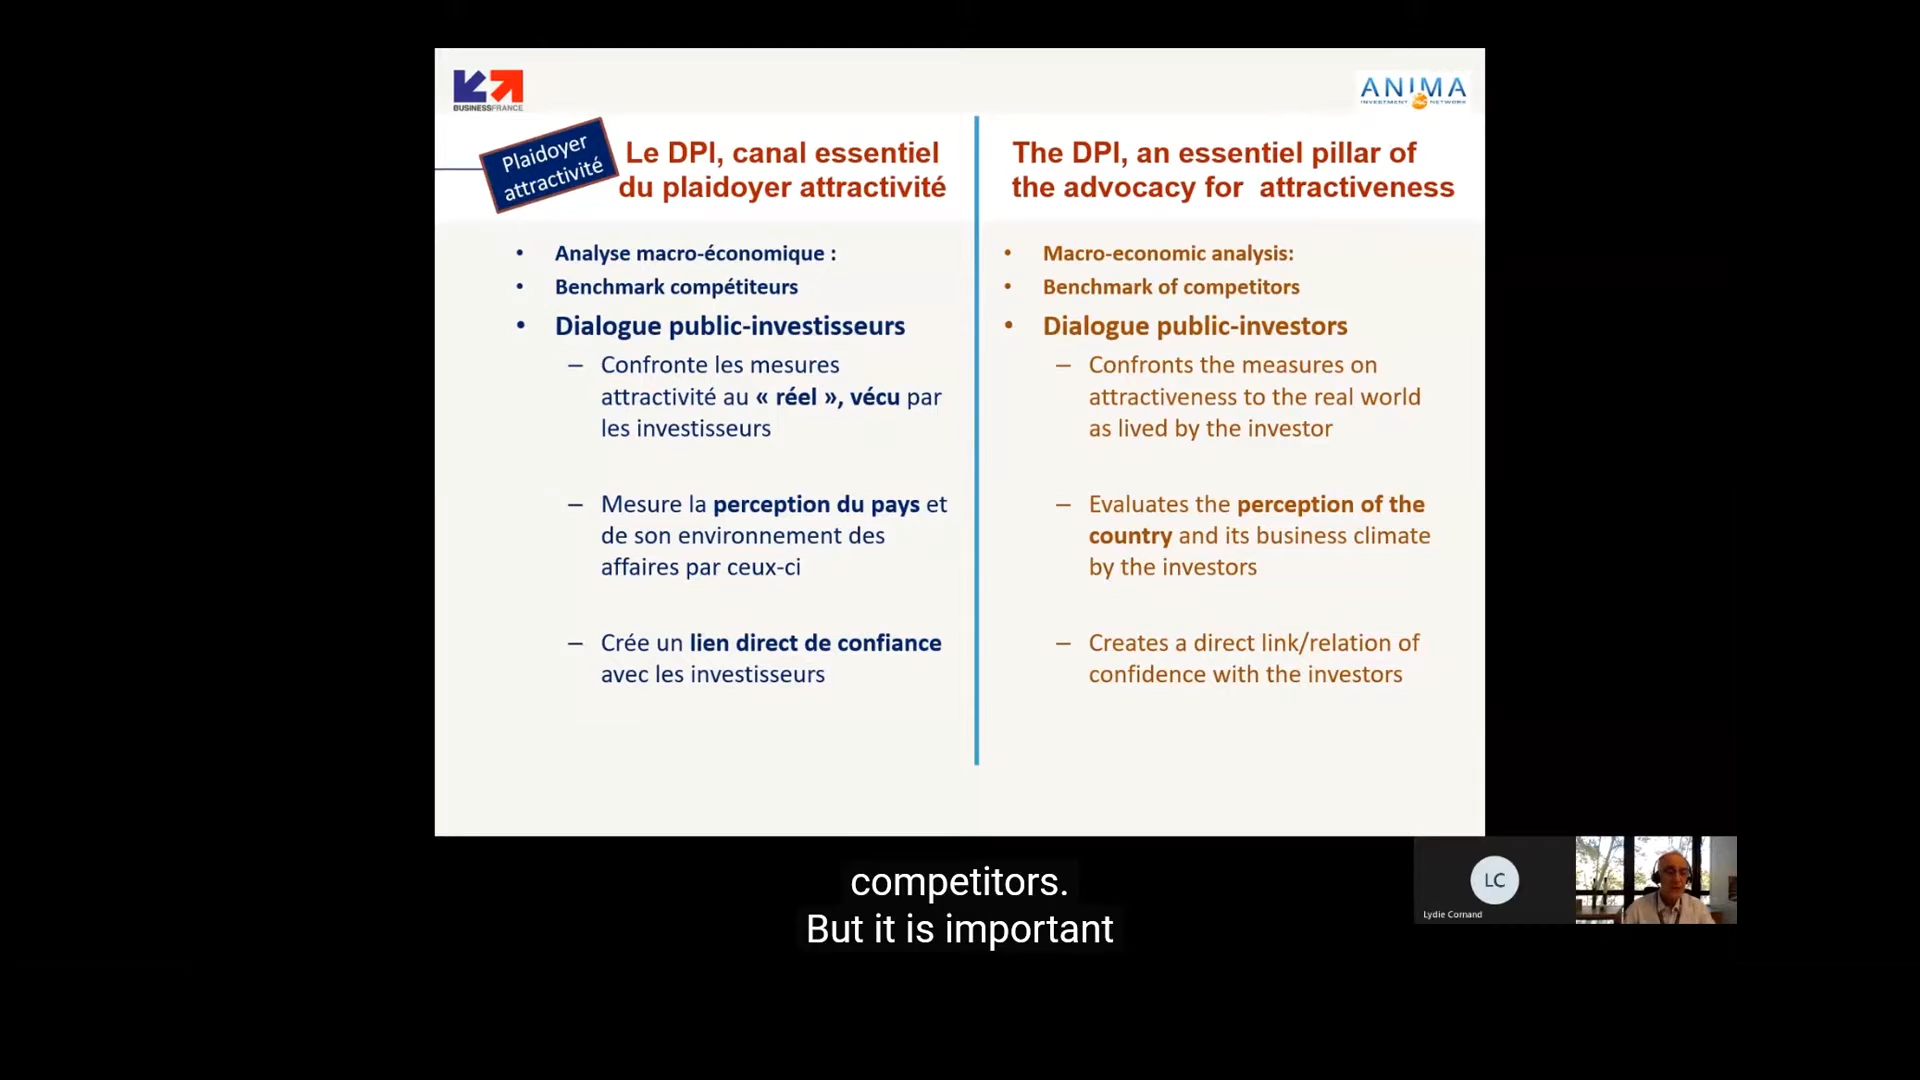 BUSINESSFRANCE
ANIMA
INVESTMENT NETWORK
Plaidoyer
attractivité
Le DPI, canal essentiel
du plaidoyer attractivité
• Analyse macro-économique :
• Benchmark compétiteurs
• Dialogue public-investisseurs
– Confronte les mesures
attractivité au « réel », vécu par
les investisseurs
– Mesure la perception du pays et
de son environnement des
affaires par ceux-ci
– Crée un lien direct de confiance
avec les investisseurs
The DPI, an essentiel pillar of
the advocacy for attractiveness
• Macro-economic analysis:
• Benchmark of competitors
• Dialogue public-investors
– Confronts the measures on
attractiveness to the real world
as lived by the investor
– Evaluates the perception of the
country and its business climate
by the investors
– Creates a direct link/relation of
confidence with the investors
LC
Lydie Cornand
competitors.
But it is important